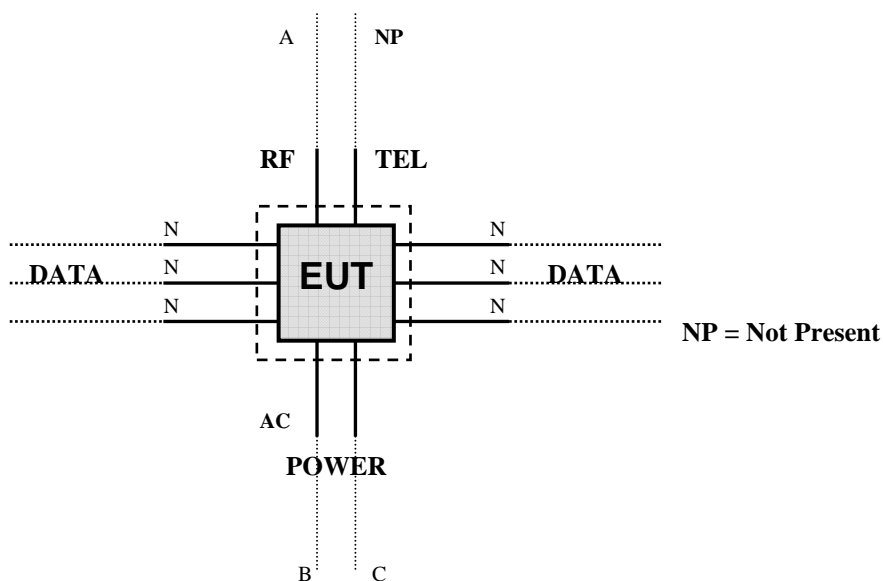 A NP
RF TEL
N N
EUT
DATA N N DATA
N N
NP = Not Present
AC
POWER
B C